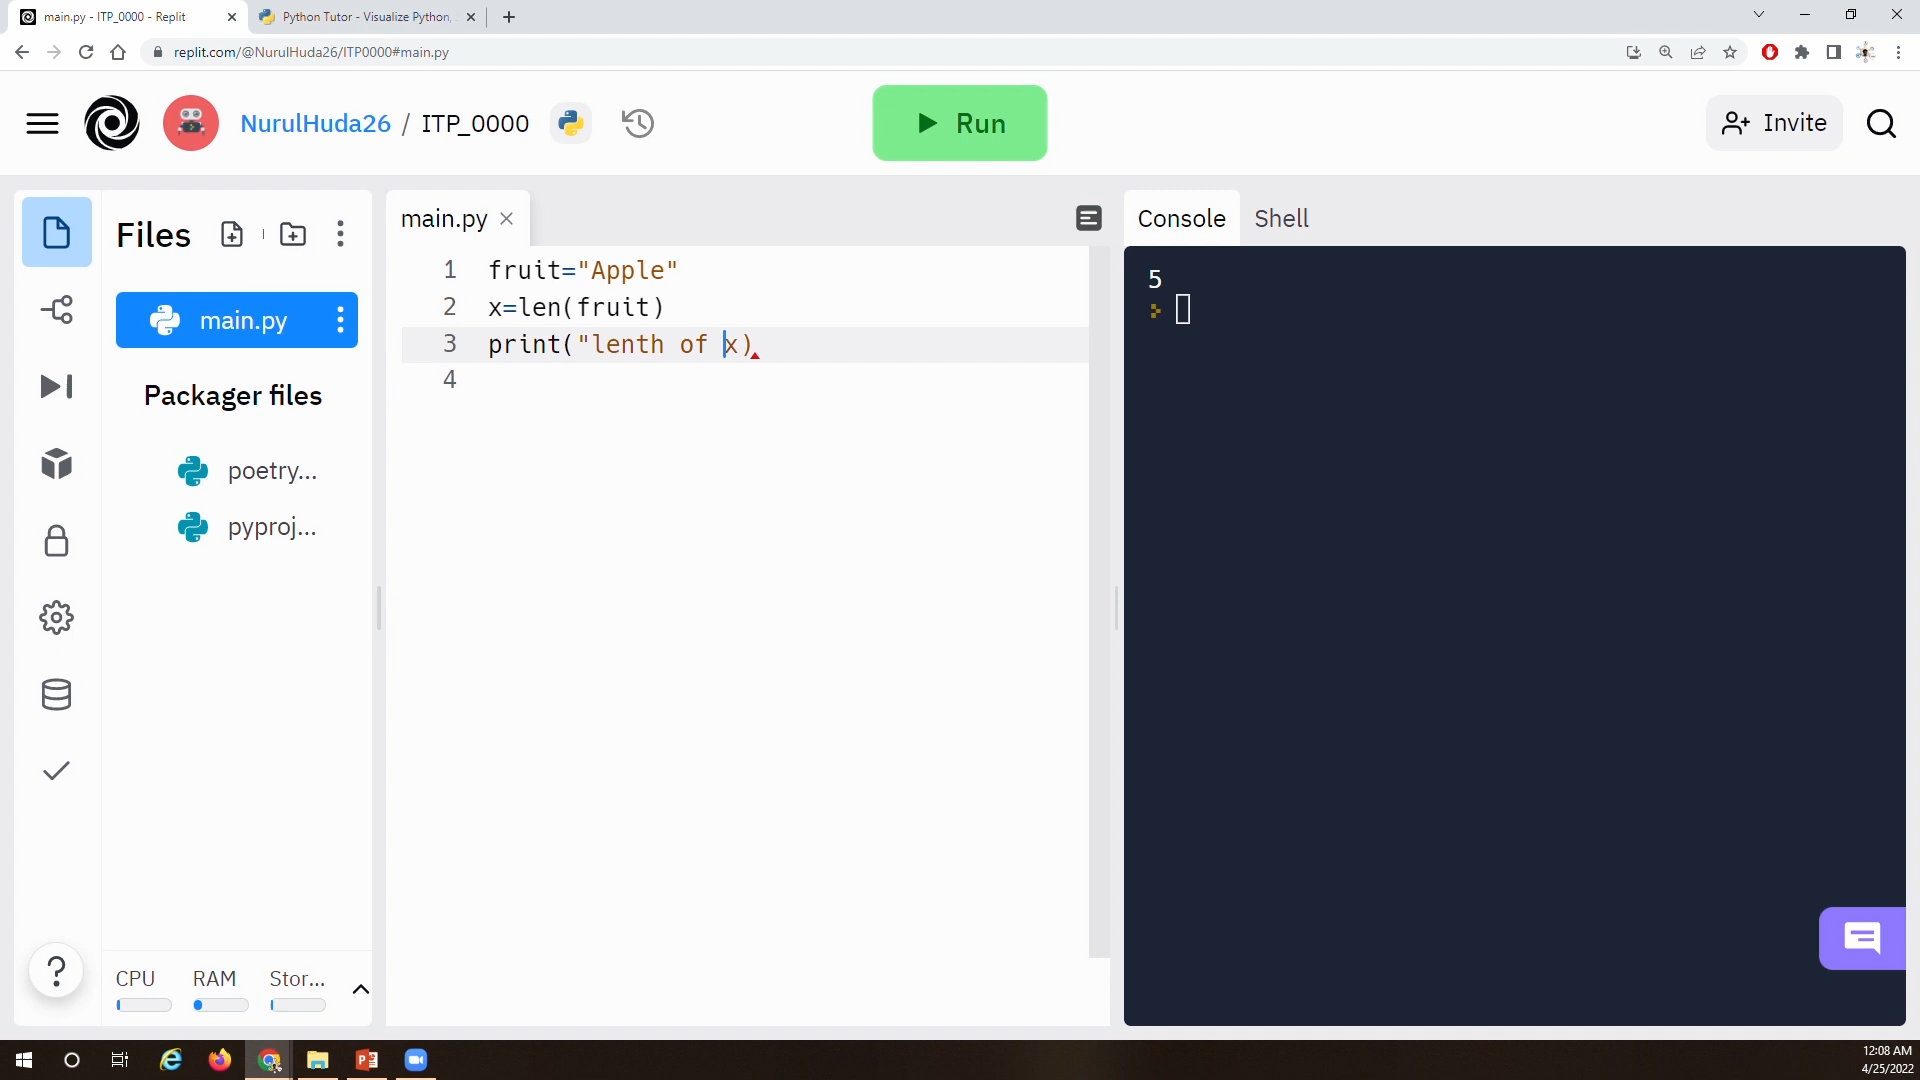 main.py - ITP_0000 - Replit
Python Tutor - Visualize Python,
replit.com/@NurulHuda26/ITP0000#main.py
NurulHuda26 / ITP_0000
Run
Invite
Files
main.py
Console
Shell
1 fruit="Apple"
2 x=len(fruit)
3 print("lenth of x)
4
5
main.py
Packager files
poetry...
pyproj...
CPU
RAM
Stor...
?
12:08 AM
4/25/2022